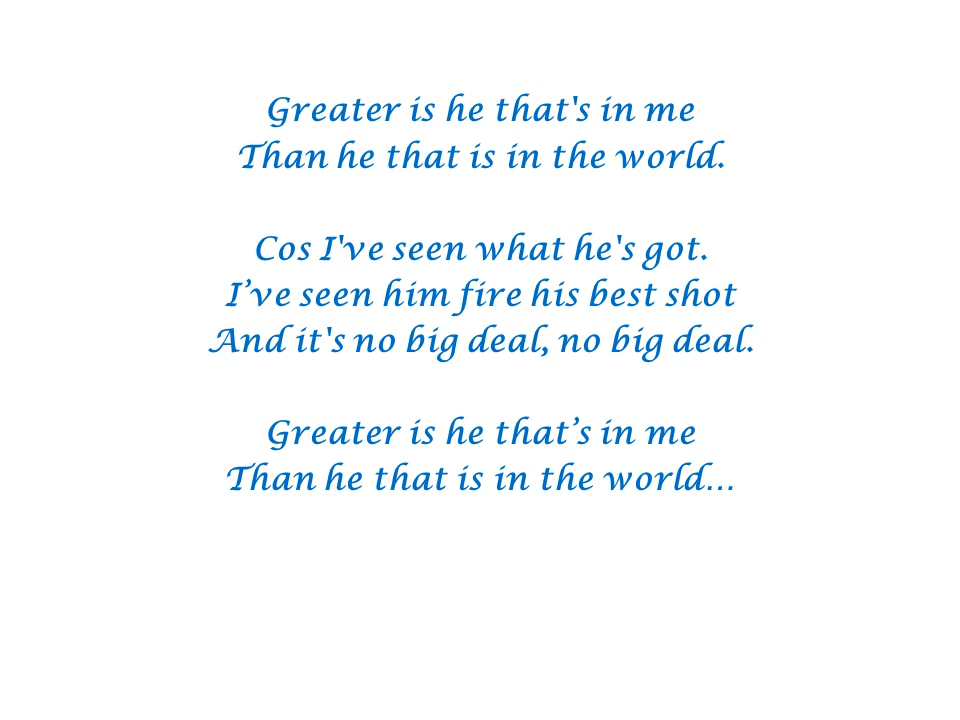 Greater is he that's in me
Than he that is in the world.
Cos I've seen what he's got.
I’ve seen him fire his best shot
And it's no big deal, no big deal.
Greater is he that’s in me
Than he that is in the world…